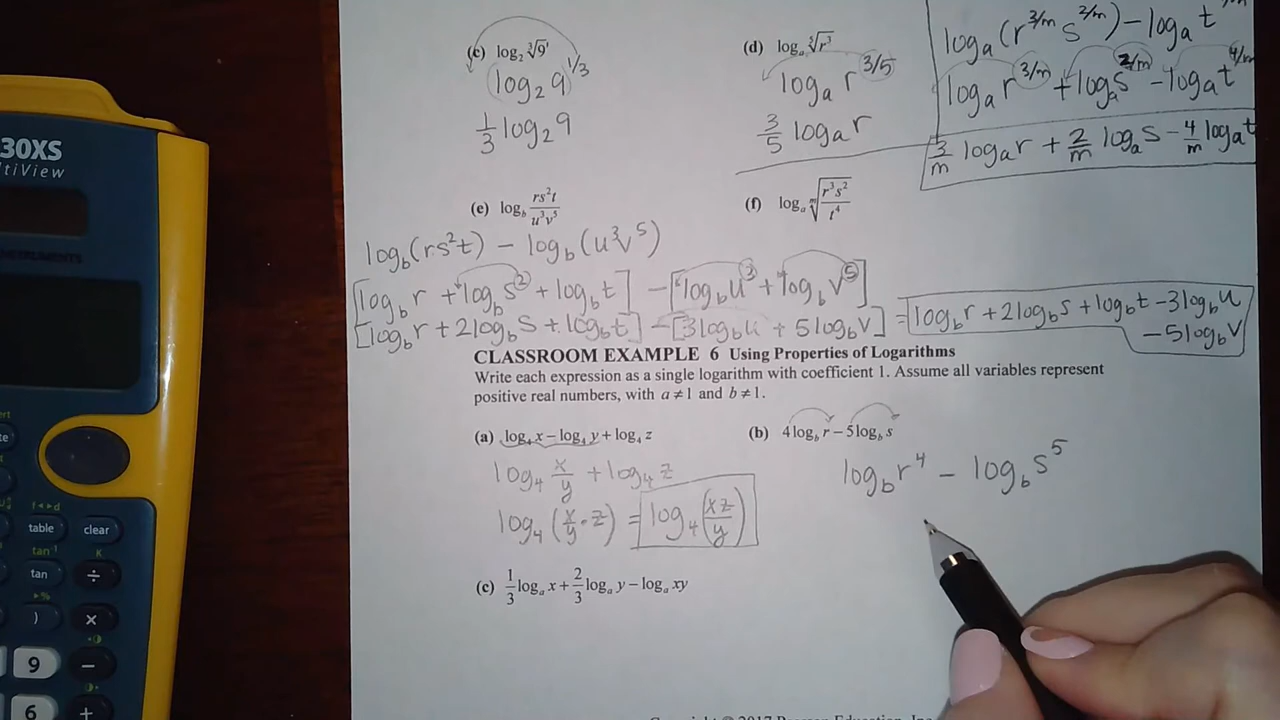 (c) log₂ ∛9
log₂ 9^1/3
1/3 log₂ 9
(d) logₐ ⁵√r³
logₐ r^3/5
3/5 logₐ r
logₐ(r^3/m s^2/m) − logₐ t
logₐ r^3/m + logₐ s^2/m − logₐ t^4/m
3/m logₐ r + 2/m logₐ s − 4/m logₐ t
(e) log_b rs²t/u³v⁵
log_b(rs²t) − log_b(u³v⁵)
[log_b r + log_b s² + log_b t] − [log_b u³ + log_b v⁵]
[log_b r + 2log_b s + log_b t] − [3log_b u + 5log_b v] = log_b r + 2log_b s + log_b t − 3log_b u
− 5log_b v
(f) logₐ ᵐ√(r³s²/t⁴)
CLASSROOM EXAMPLE 6 Using Properties of Logarithms
Write each expression as a single logarithm with coefficient 1. Assume all variables represent
positive real numbers, with a ≠ 1 and b ≠ 1.
(a) log₄ x − log₄ y + log₄ z
log₄ x/y + log₄ z
log₄ (x/y · z) = log₄ (xz/y)
(b) 4log_b r − 5log_b s
log_b r⁴ − log_b s⁵
(c) 1/3 logₐ x + 2/3 logₐ y − logₐ xy
30XS
MultiView
table
clear
tan⁻¹
tan
÷
)
×
9
−
6
+